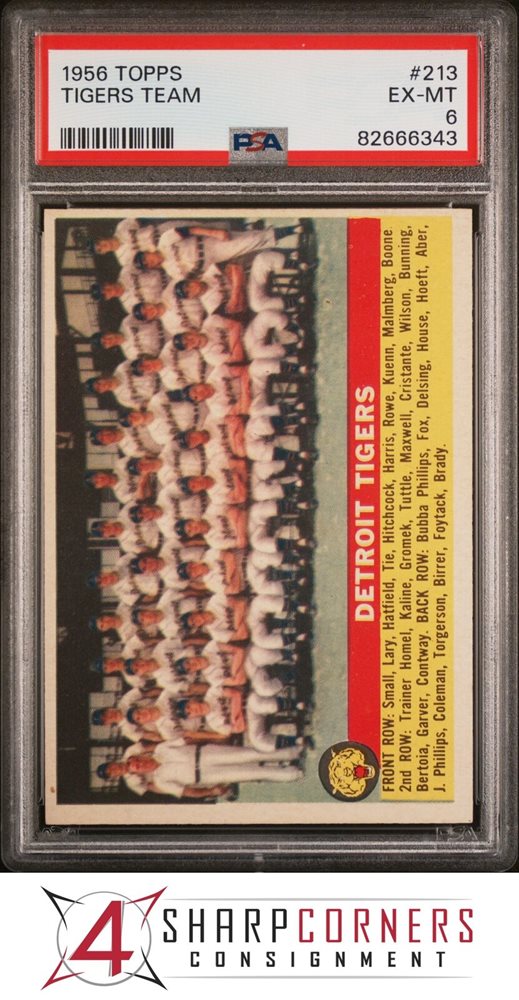 1956 TOPPS #213
TIGERS TEAM EX-MT
6
PSA 82666343
DETROIT TIGERS
FRONT ROW: Small, Lary, Hatfield, Tie, Hitchcock, Harris, Rowe, Kuenn, Malmberg, Boone
2nd ROW: Trainer Homel, Kaline, Gromek, Tuttle, Maxwell, Cristante, Wilson, Bunning,
Bertoia, Garver, Contway. BACK ROW: Bubba Phillips, Fox, Delsing, House, Hoeft, Aber,
J. Phillips, Coleman, Torgerson, Birrer, Foytack, Brady.
4 SHARPCORNERS
CONSIGNMENT